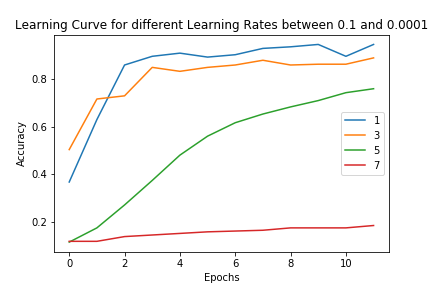 Learning Curve for different Learning Rates between 0.1 and 0.0001
Accuracy
0.8
0.6
0.4
0.2
1
3
5
7
0 2 4 6 8 10
Epochs